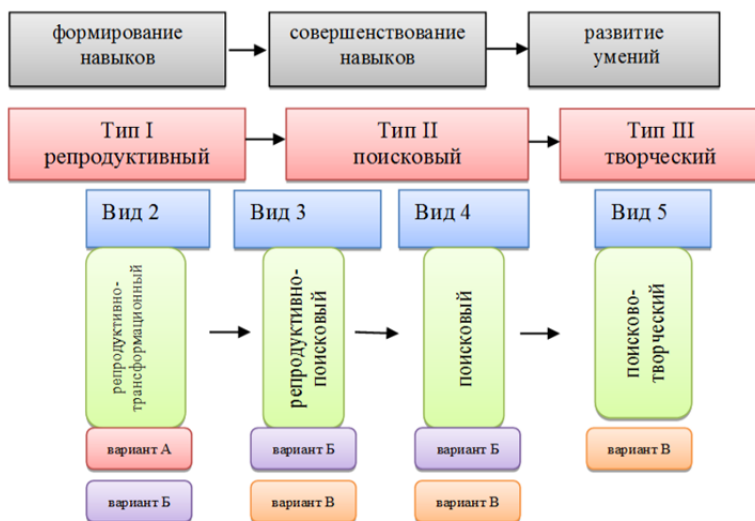 формирование
навыков
совершенствование
навыков
развитие
умений
Тип I
репродуктивный
Тип II
поисковый
Тип III
творческий
Вид 2
Вид 3
Вид 4
Вид 5
репродуктивно-
трансформационный
репродуктивно-
поисковый
поисковый
поисково-
творческий
вариант А
вариант Б
вариант Б
вариант В
вариант Б
вариант В
вариант Б
вариант В